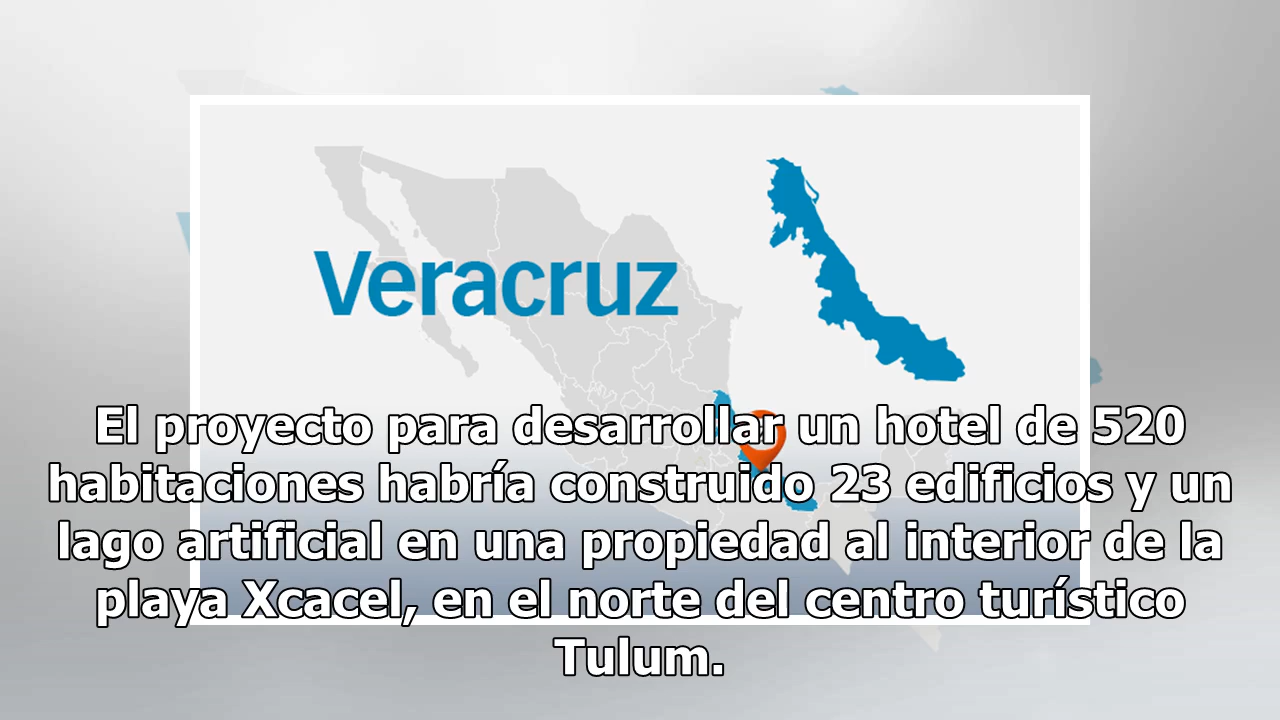 Veracruz
El proyecto para desarrollar un hotel de 520
habitaciones habría construido 23 edificios y un
lago artificial en una propiedad al interior de la
playa Xcacel, en el norte del centro turístico
Tulum.